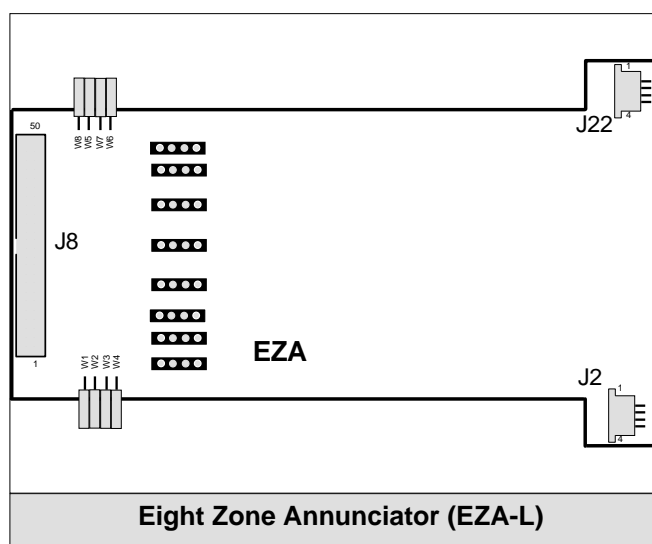 1
J22
4
W8
W5
W7
W6
50
J8
EZA
1
W1
W2
W3
W4
J2
1
4
Eight Zone Annunciator (EZA-L)